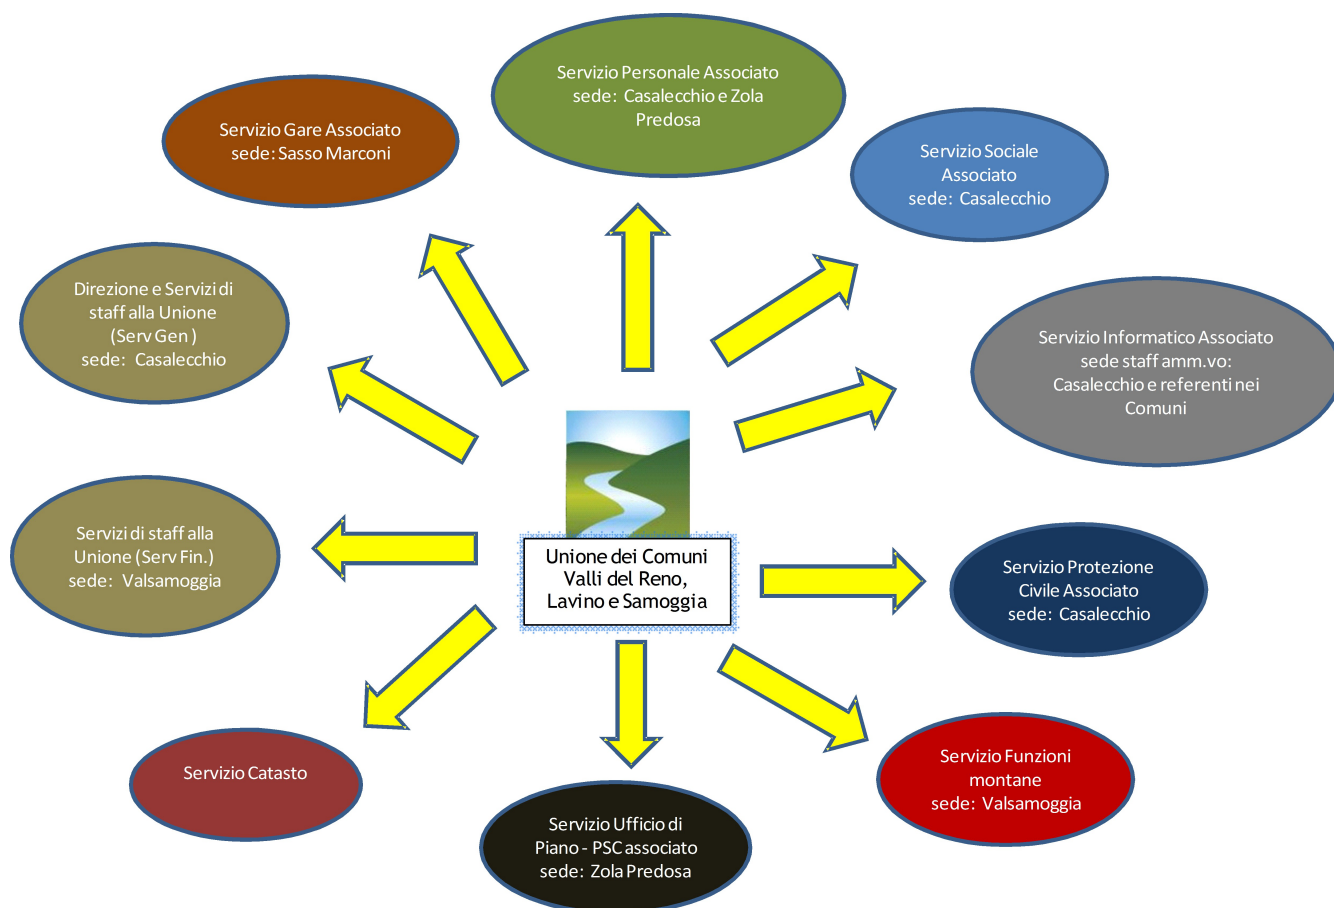 Servizio Personale Associato
sede: Casalecchio e Zola
Predosa
Servizio Gare Associato
sede: Sasso Marconi
Servizio Sociale
Associato
sede: Casalecchio
Direzione e Servizi di
staff alla Unione
(Serv Gen )
sede: Casalecchio
Servizio Informatico Associato
sede staff amm.vo:
Casalecchio e referenti nei
Comuni
Servizi di staff alla
Unione (Serv Fin.)
sede: Valsamoggia
Unione dei Comuni
Valli del Reno,
Lavino e Samoggia
Servizio Protezione
Civile Associato
sede: Casalecchio
Servizio Catasto
Servizio Funzioni
montane
sede: Valsamoggia
Servizio Ufficio di
Piano - PSC associato
sede: Zola Predosa